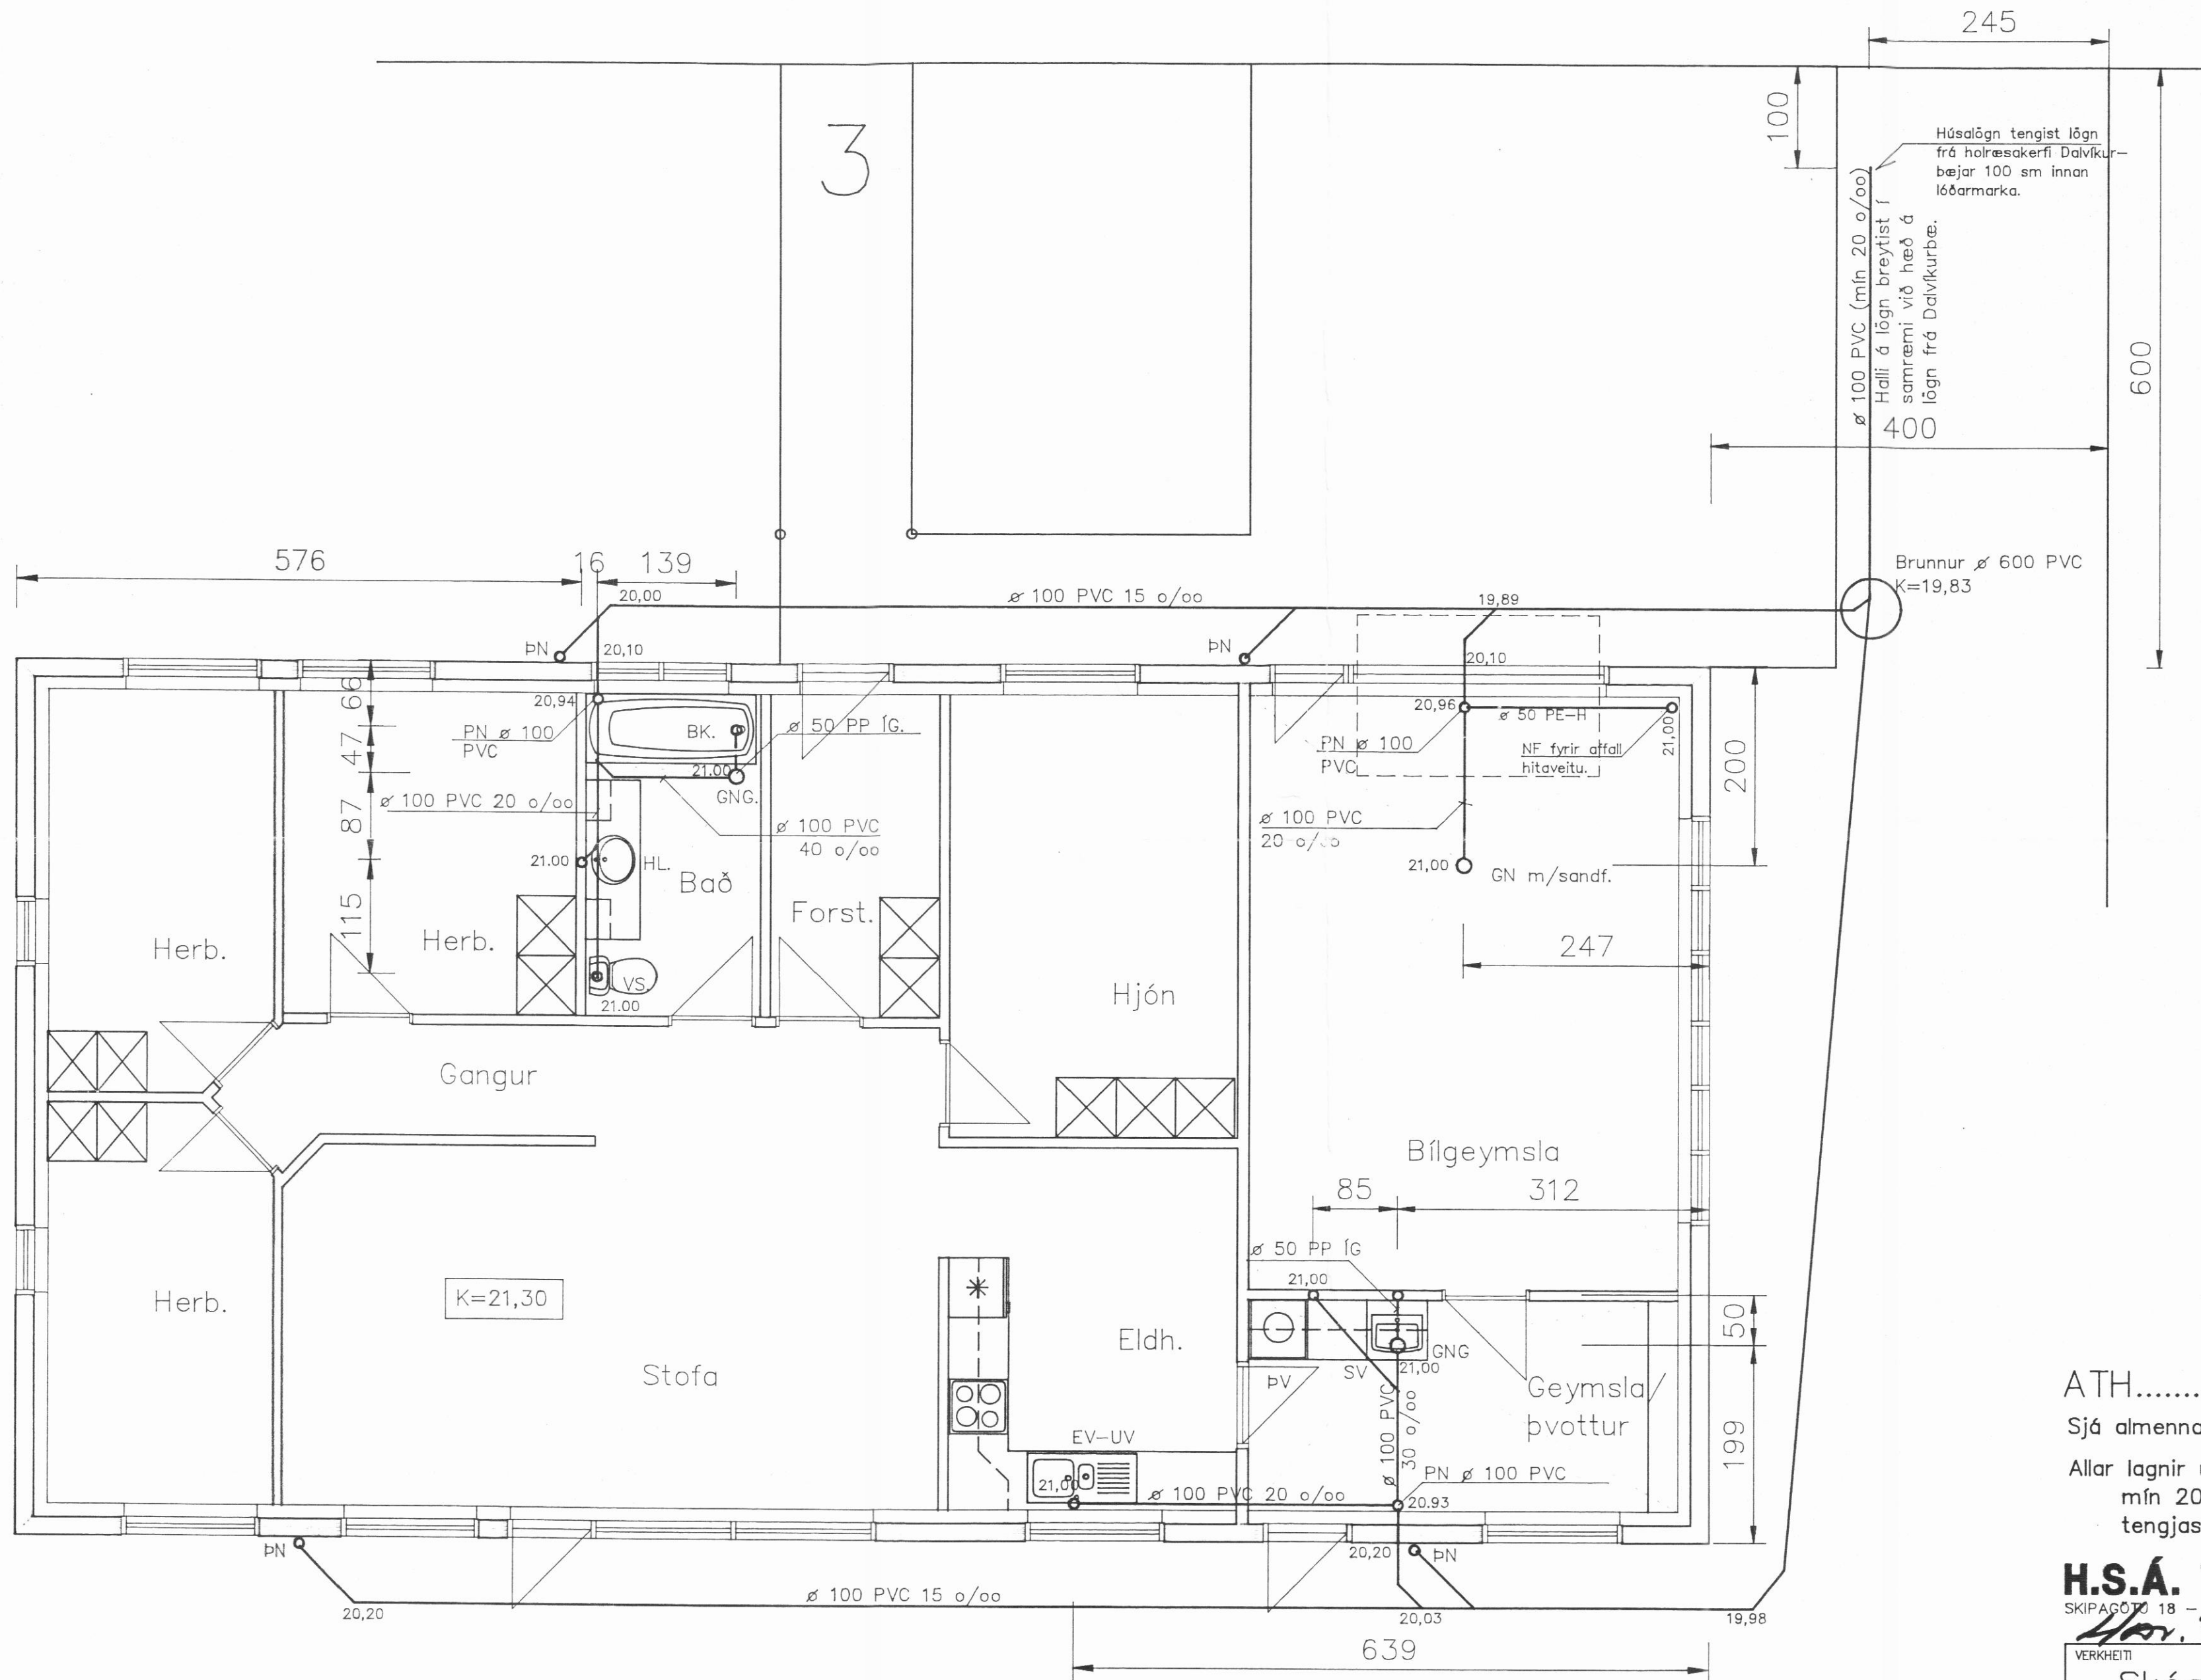 245
100
Húsalögn tengist lögn
frá holræsakerfi Dalvíkur-
bæjar 100 sm innan
lóðarmarka.
3
ø 100 PVC (mín 20 o/oo)
Halli á lögn breytist í
samræmi við hæð á
lögn frá Dalvíkurbæ.
600
400
576
16
139
Brunnur ø 600 PVC
K=19,83
20,00
ø 100 PVC 15 o/oo
19,89
ÞN
20,10
ÞN
20,10
66
20,94
PN ø 100
PVC
BK.
ø 50 PP ÍG.
20,96
ø 50 PE-H
PN ø 100
PVC
NF fyrir affall
hitaveitu.
21,00
200
47
21.00
GNG.
87
ø 100 PVC 20 o/oo
ø 100 PVC
40 o/oo
ø 100 PVC
20 o/oo
21.00
HL.
Bað
21,00
GN m/sandf.
115
Forst.
Herb.
Herb.
247
VS.
21.00
Hjón
Gangur
Bílgeymsla
85
312
ø 50 PP ÍG
21,00
Herb.
K=21,30
50
Eldh.
GNG
SV
21,00
Stofa
ÞV
Geymsla/
þvottur
ATH.......
Sjá almenna
EV-UV
ø 100 PVC
30 o/oo
199
Allar lagnir
mín 20
tengjas
21,00
ø 100 PVC 20 o/oo
PN ø 100 PVC
20.93
ÞN
20,20
ÞN
H.S.Á.
SKIPAGÖTU 18 -
20,20
ø 100 PVC 15 o/oo
20,03
19,98
639
VERKHEITI